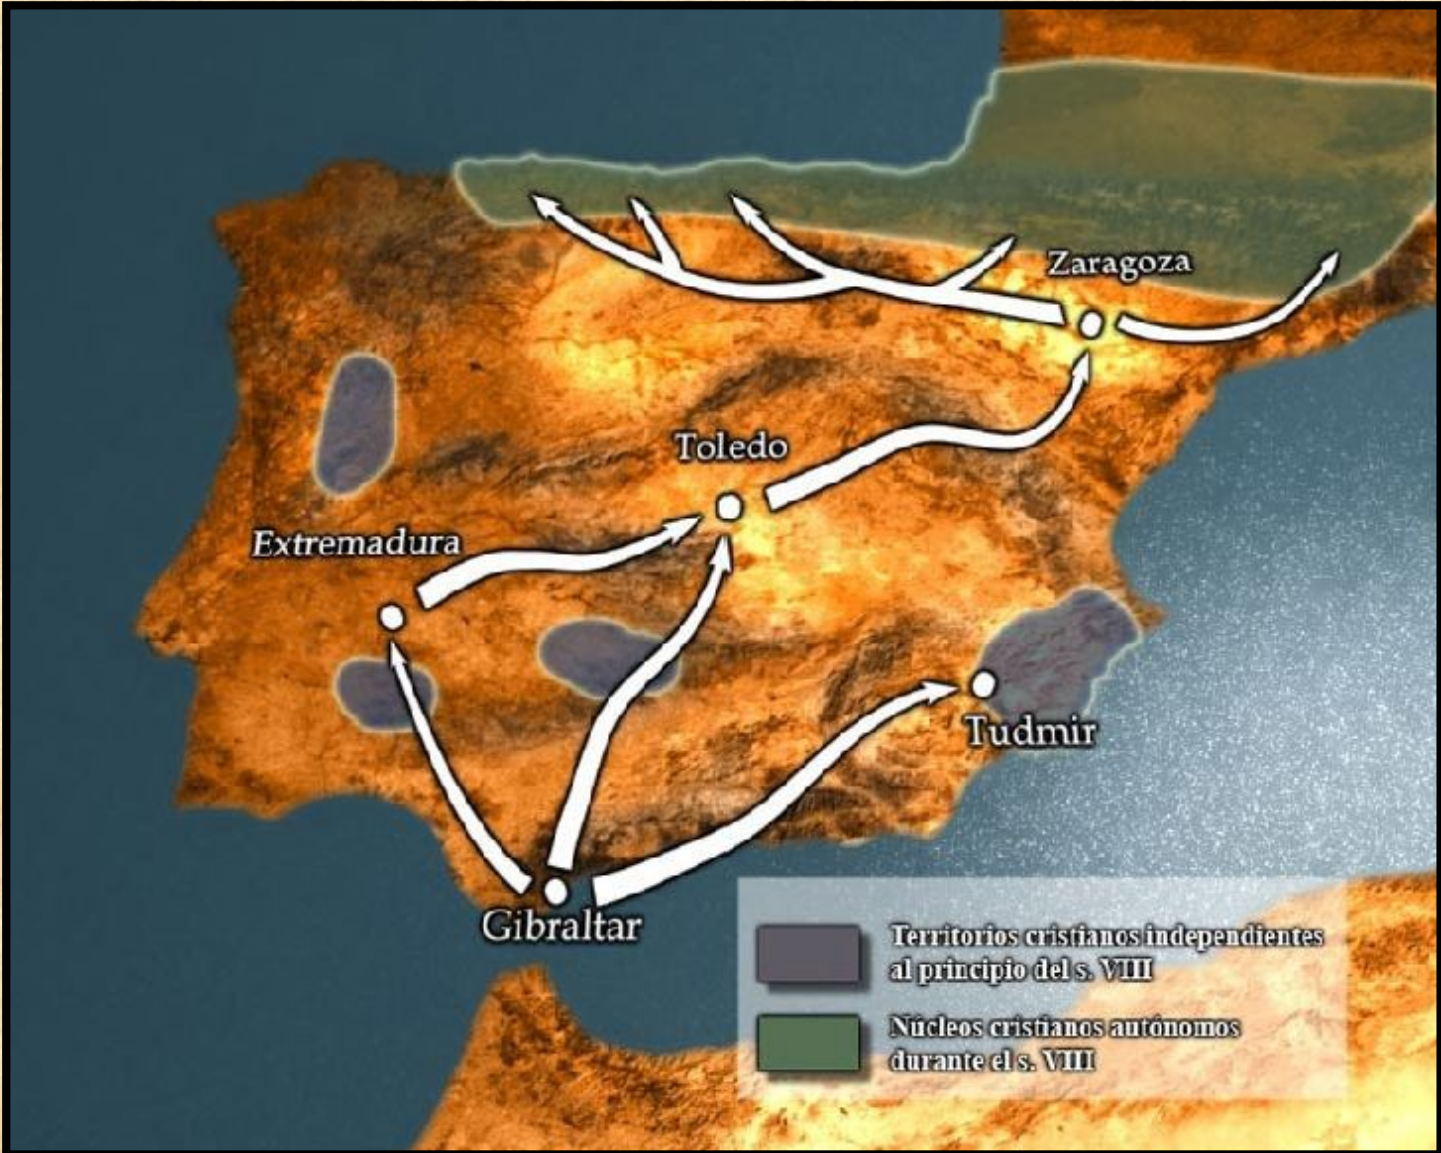 Zaragoza
Toledo
Extremadura
Tudmir
Gibraltar
Territorios cristianos independientes
al principio del s. VIII
Núcleos cristianos autónomos
durante el s. VIII